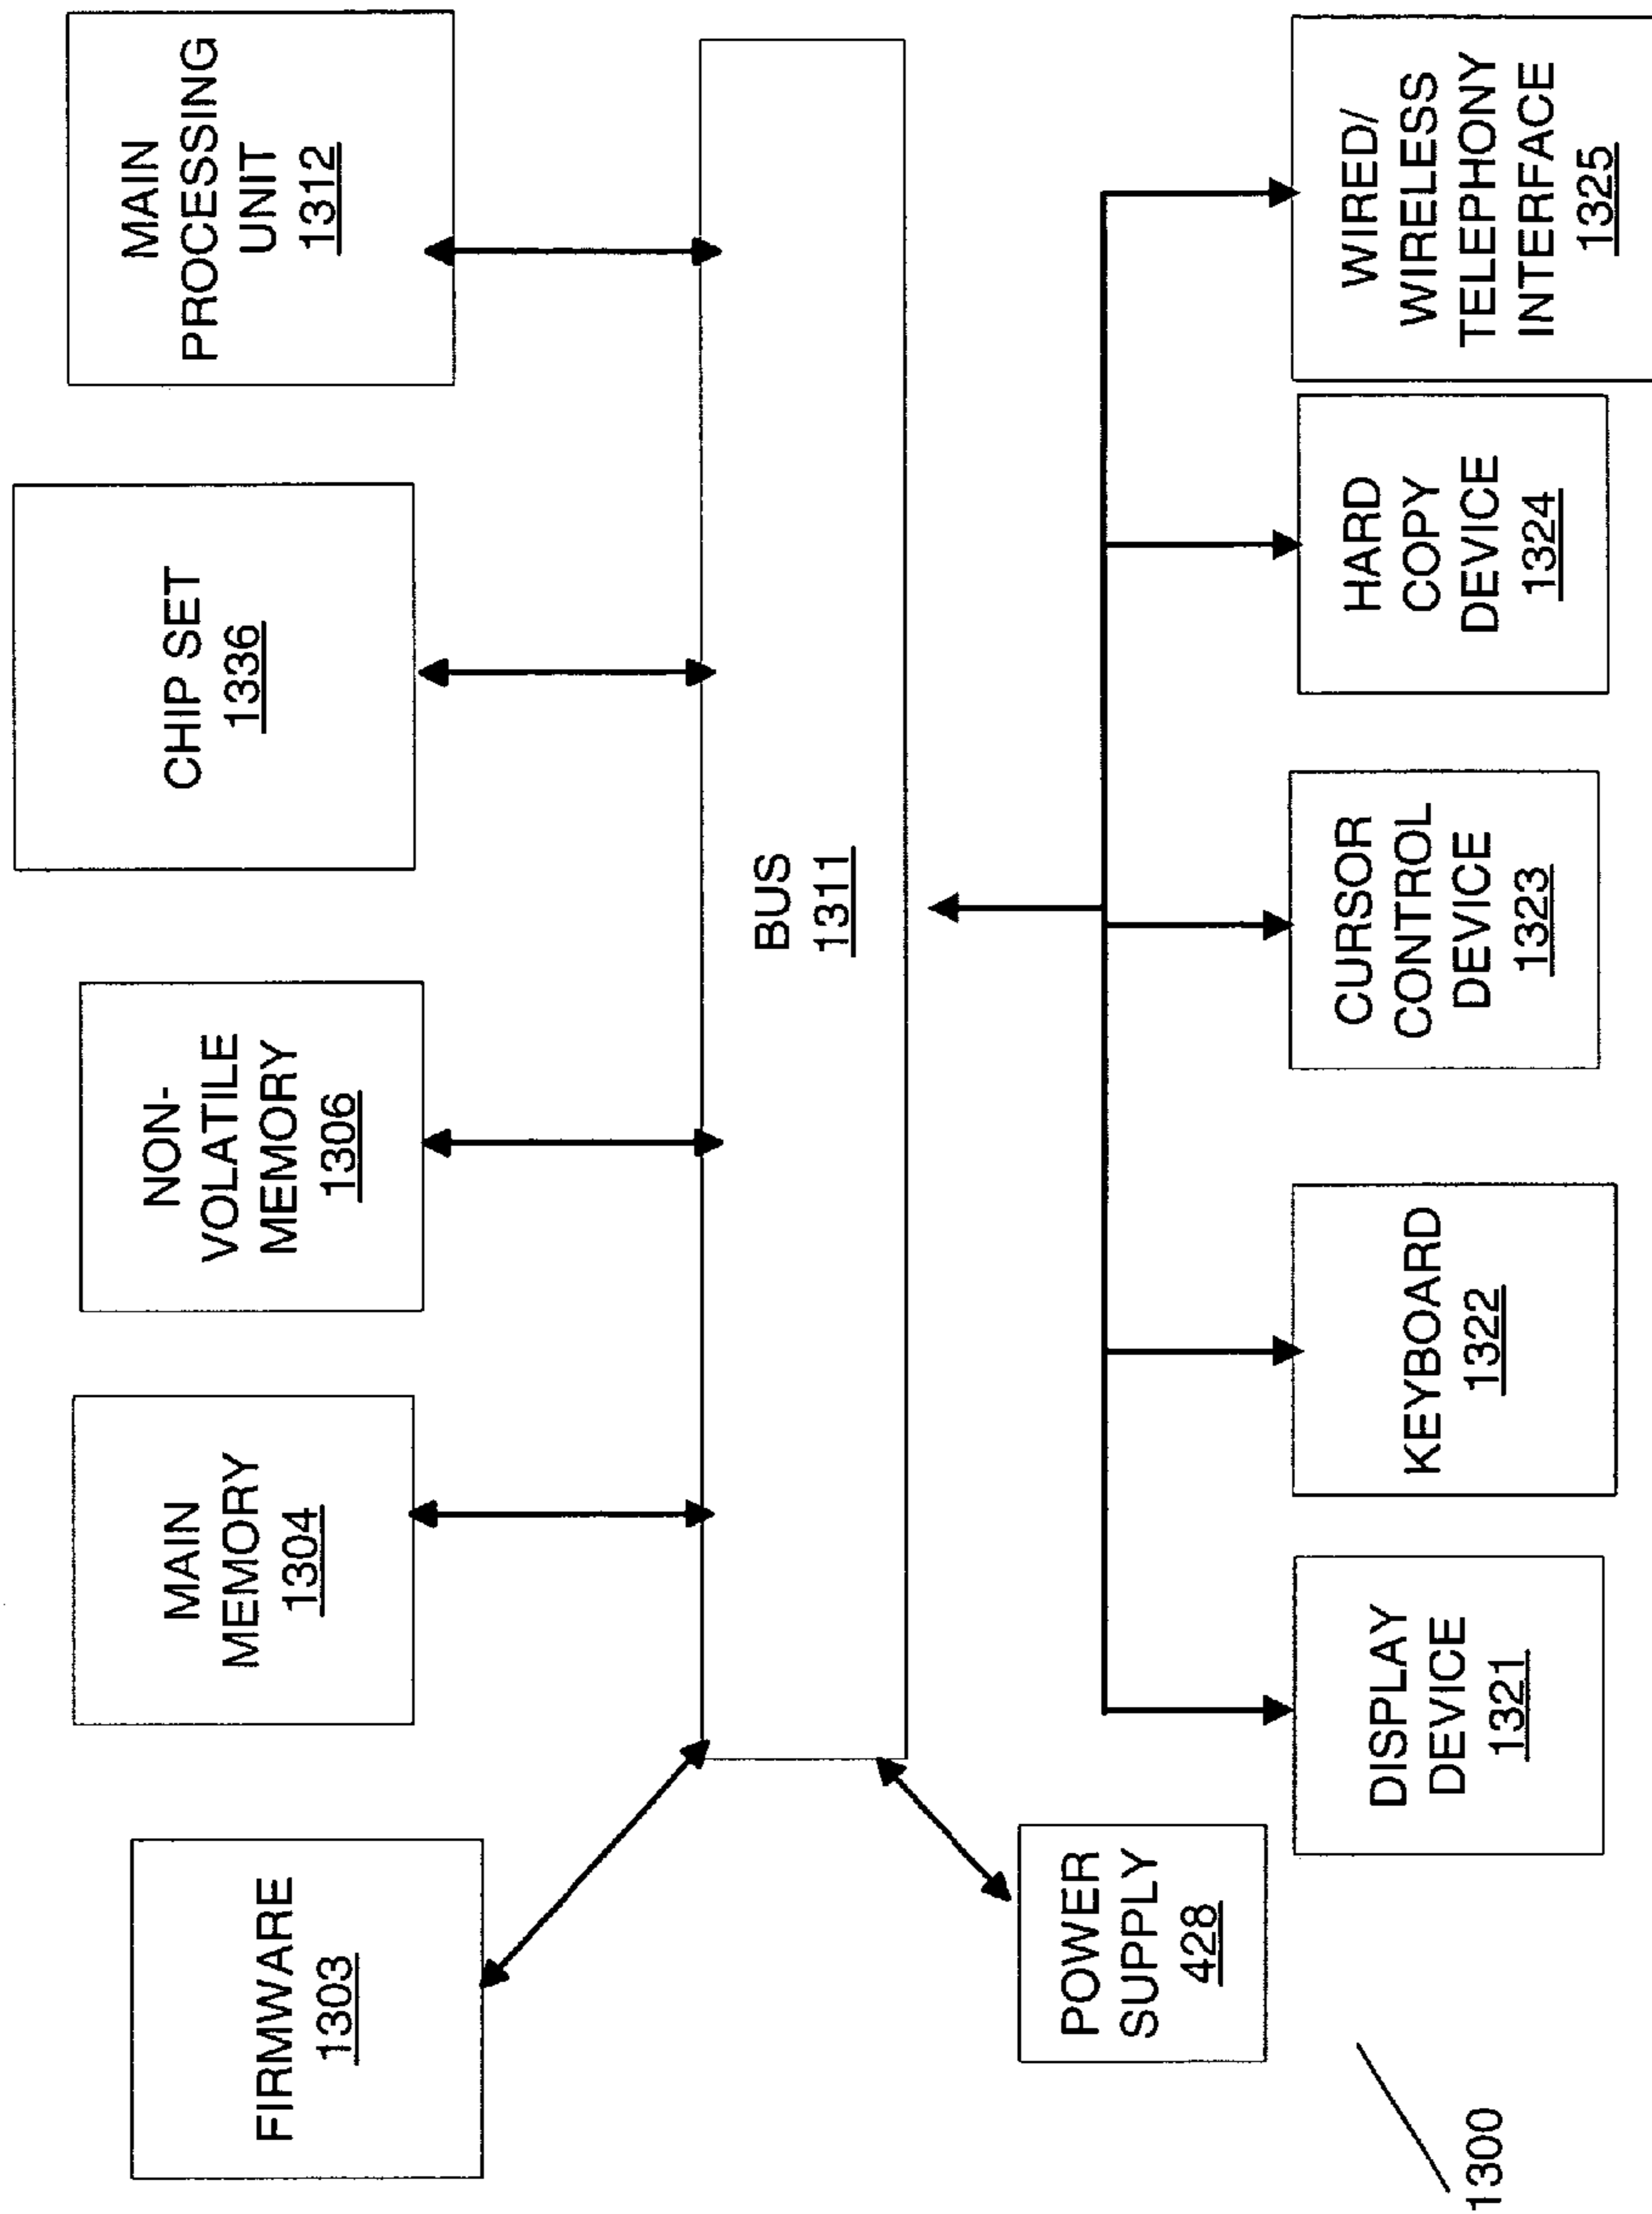 FIRMWARE
1303
MAIN
MEMORY
1304
NON-
VOLATILE
MEMORY
1306
CHIP SET
1336
MAIN
PROCESSING
UNIT
1312
BUS
1311
POWER
SUPPLY
428
DISPLAY
DEVICE
1321
KEYBOARD
1322
CURSOR
CONTROL
DEVICE
1323
HARD
COPY
DEVICE
1324
WIRED/
WIRELESS
TELEPHONY
INTERFACE
1325
1300